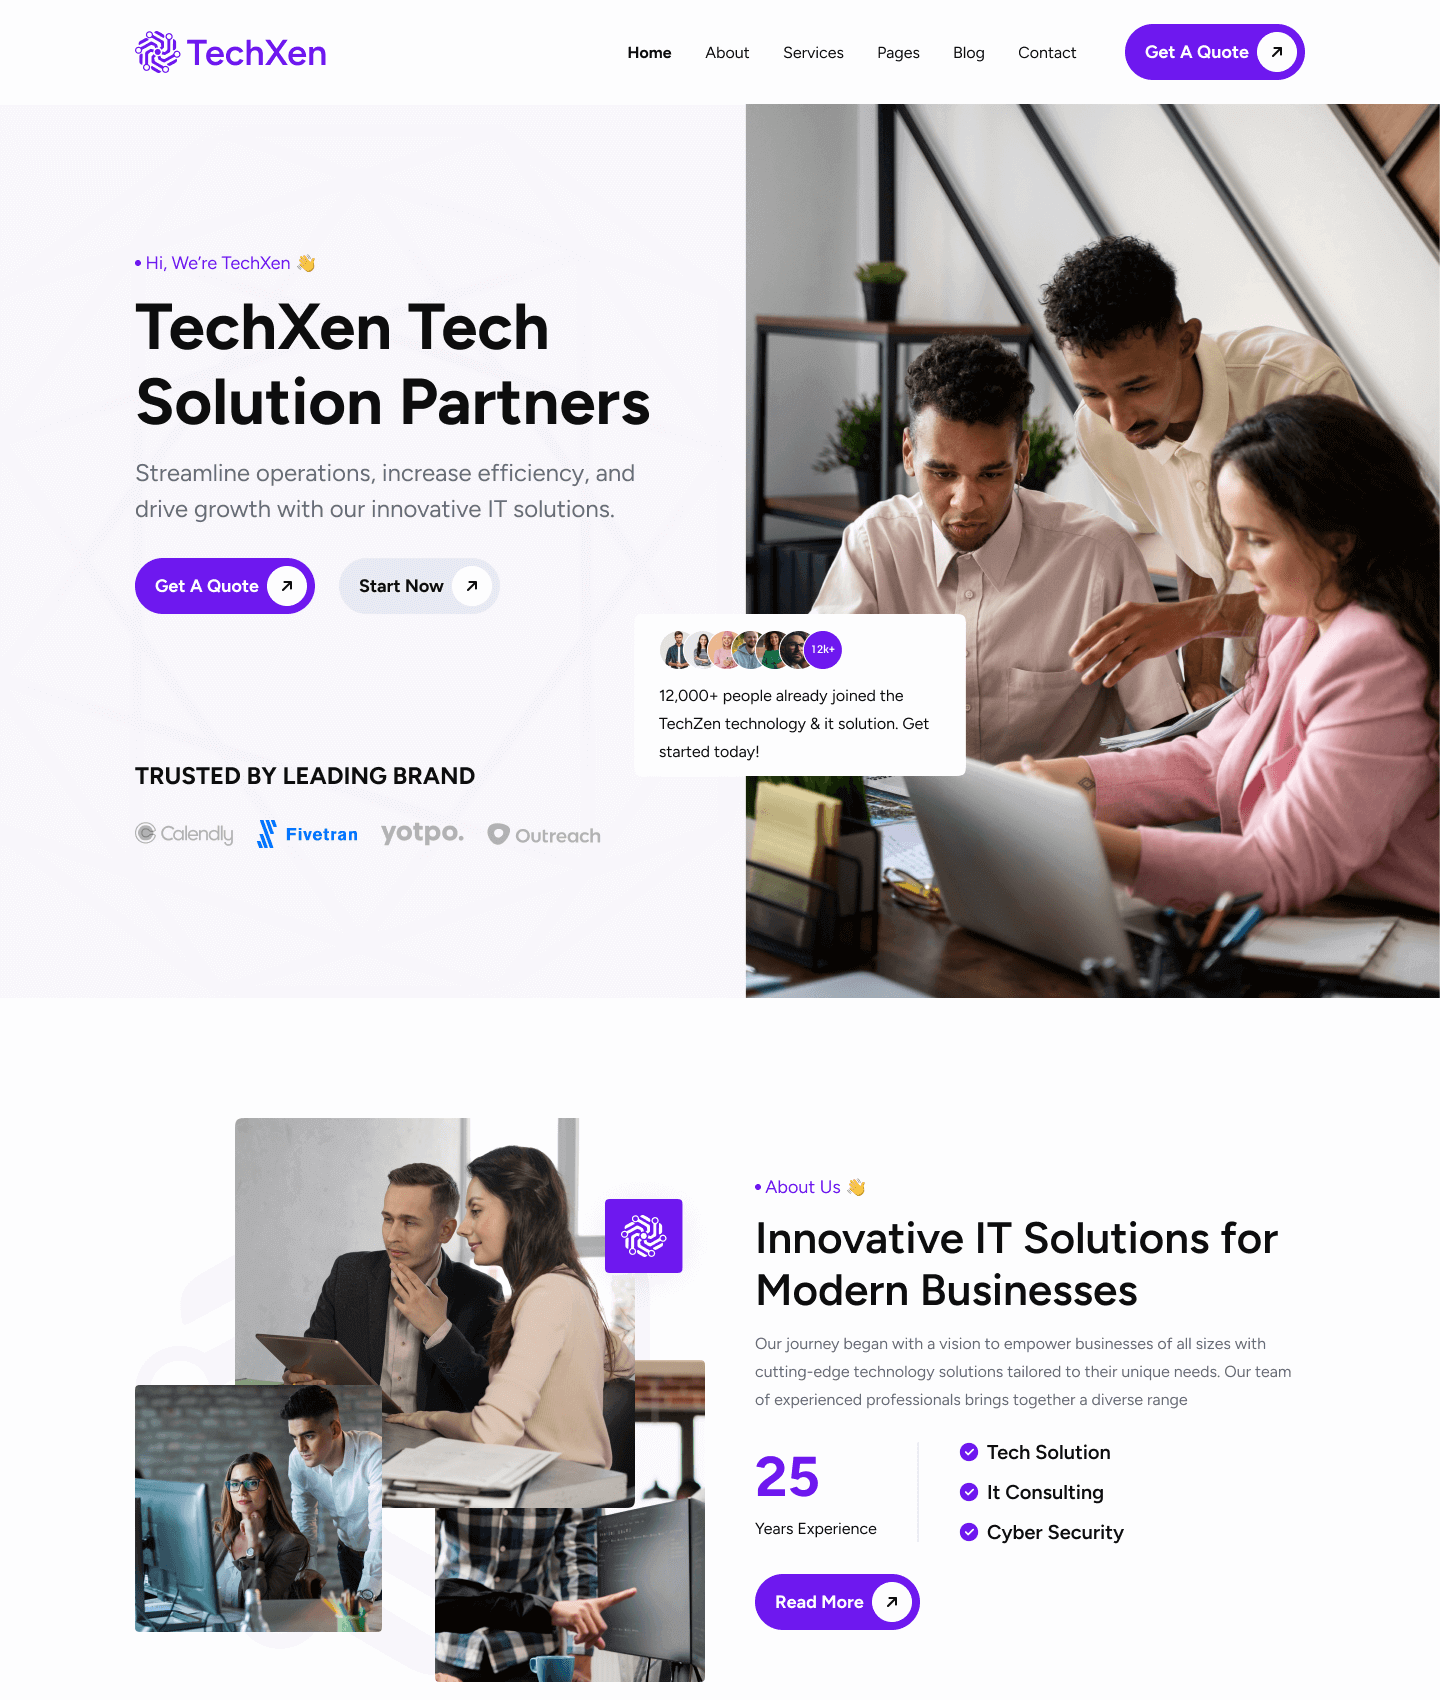 TechXen
Home About Services Pages Blog Contact
Get A Quote
Hi, We're TechXen 👋
TechXen Tech
Solution Partners
Streamline operations, increase efficiency, and
drive growth with our innovative IT solutions.
Get A Quote
Start Now
12k+
12,000+ people already joined the
TechZen technology & it solution. Get
started today!
TRUSTED BY LEADING BRAND
Calendly Fivetran yotpo. Outreach
About Us 👋
Innovative IT Solutions for
Modern Businesses
Our journey began with a vision to empower businesses of all sizes with
cutting-edge technology solutions tailored to their unique needs. Our team
of experienced professionals brings together a diverse range
25
Years Experience
Tech Solution
It Consulting
Cyber Security
Read More